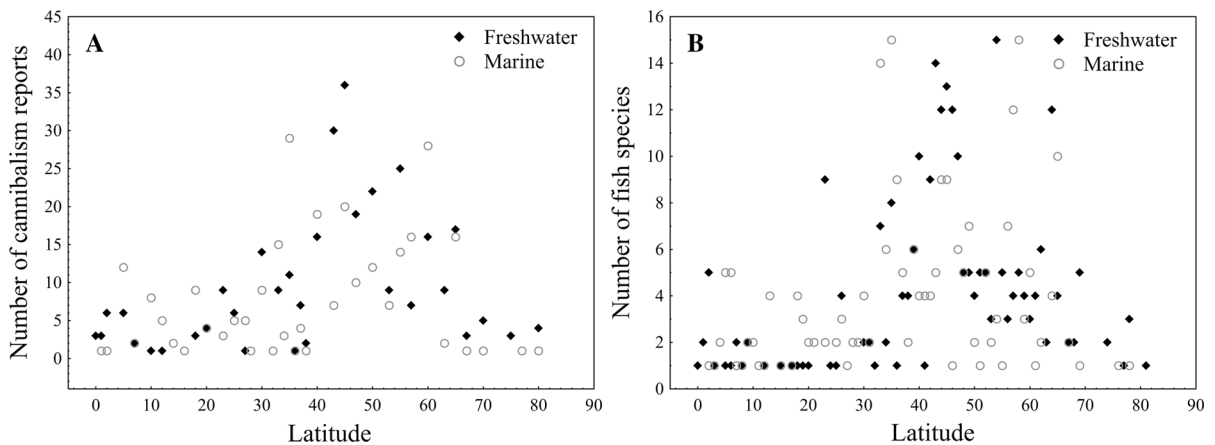 A
Freshwater
Marine
Number of cannibalism reports
45
40
35
30
25
20
15
10
5
0
0 10 20 30 40 50 60 70 80 90
Latitude
B
Freshwater
Marine
Number of fish species
16
14
12
10
8
6
4
2
0
0 10 20 30 40 50 60 70 80 90
Latitude